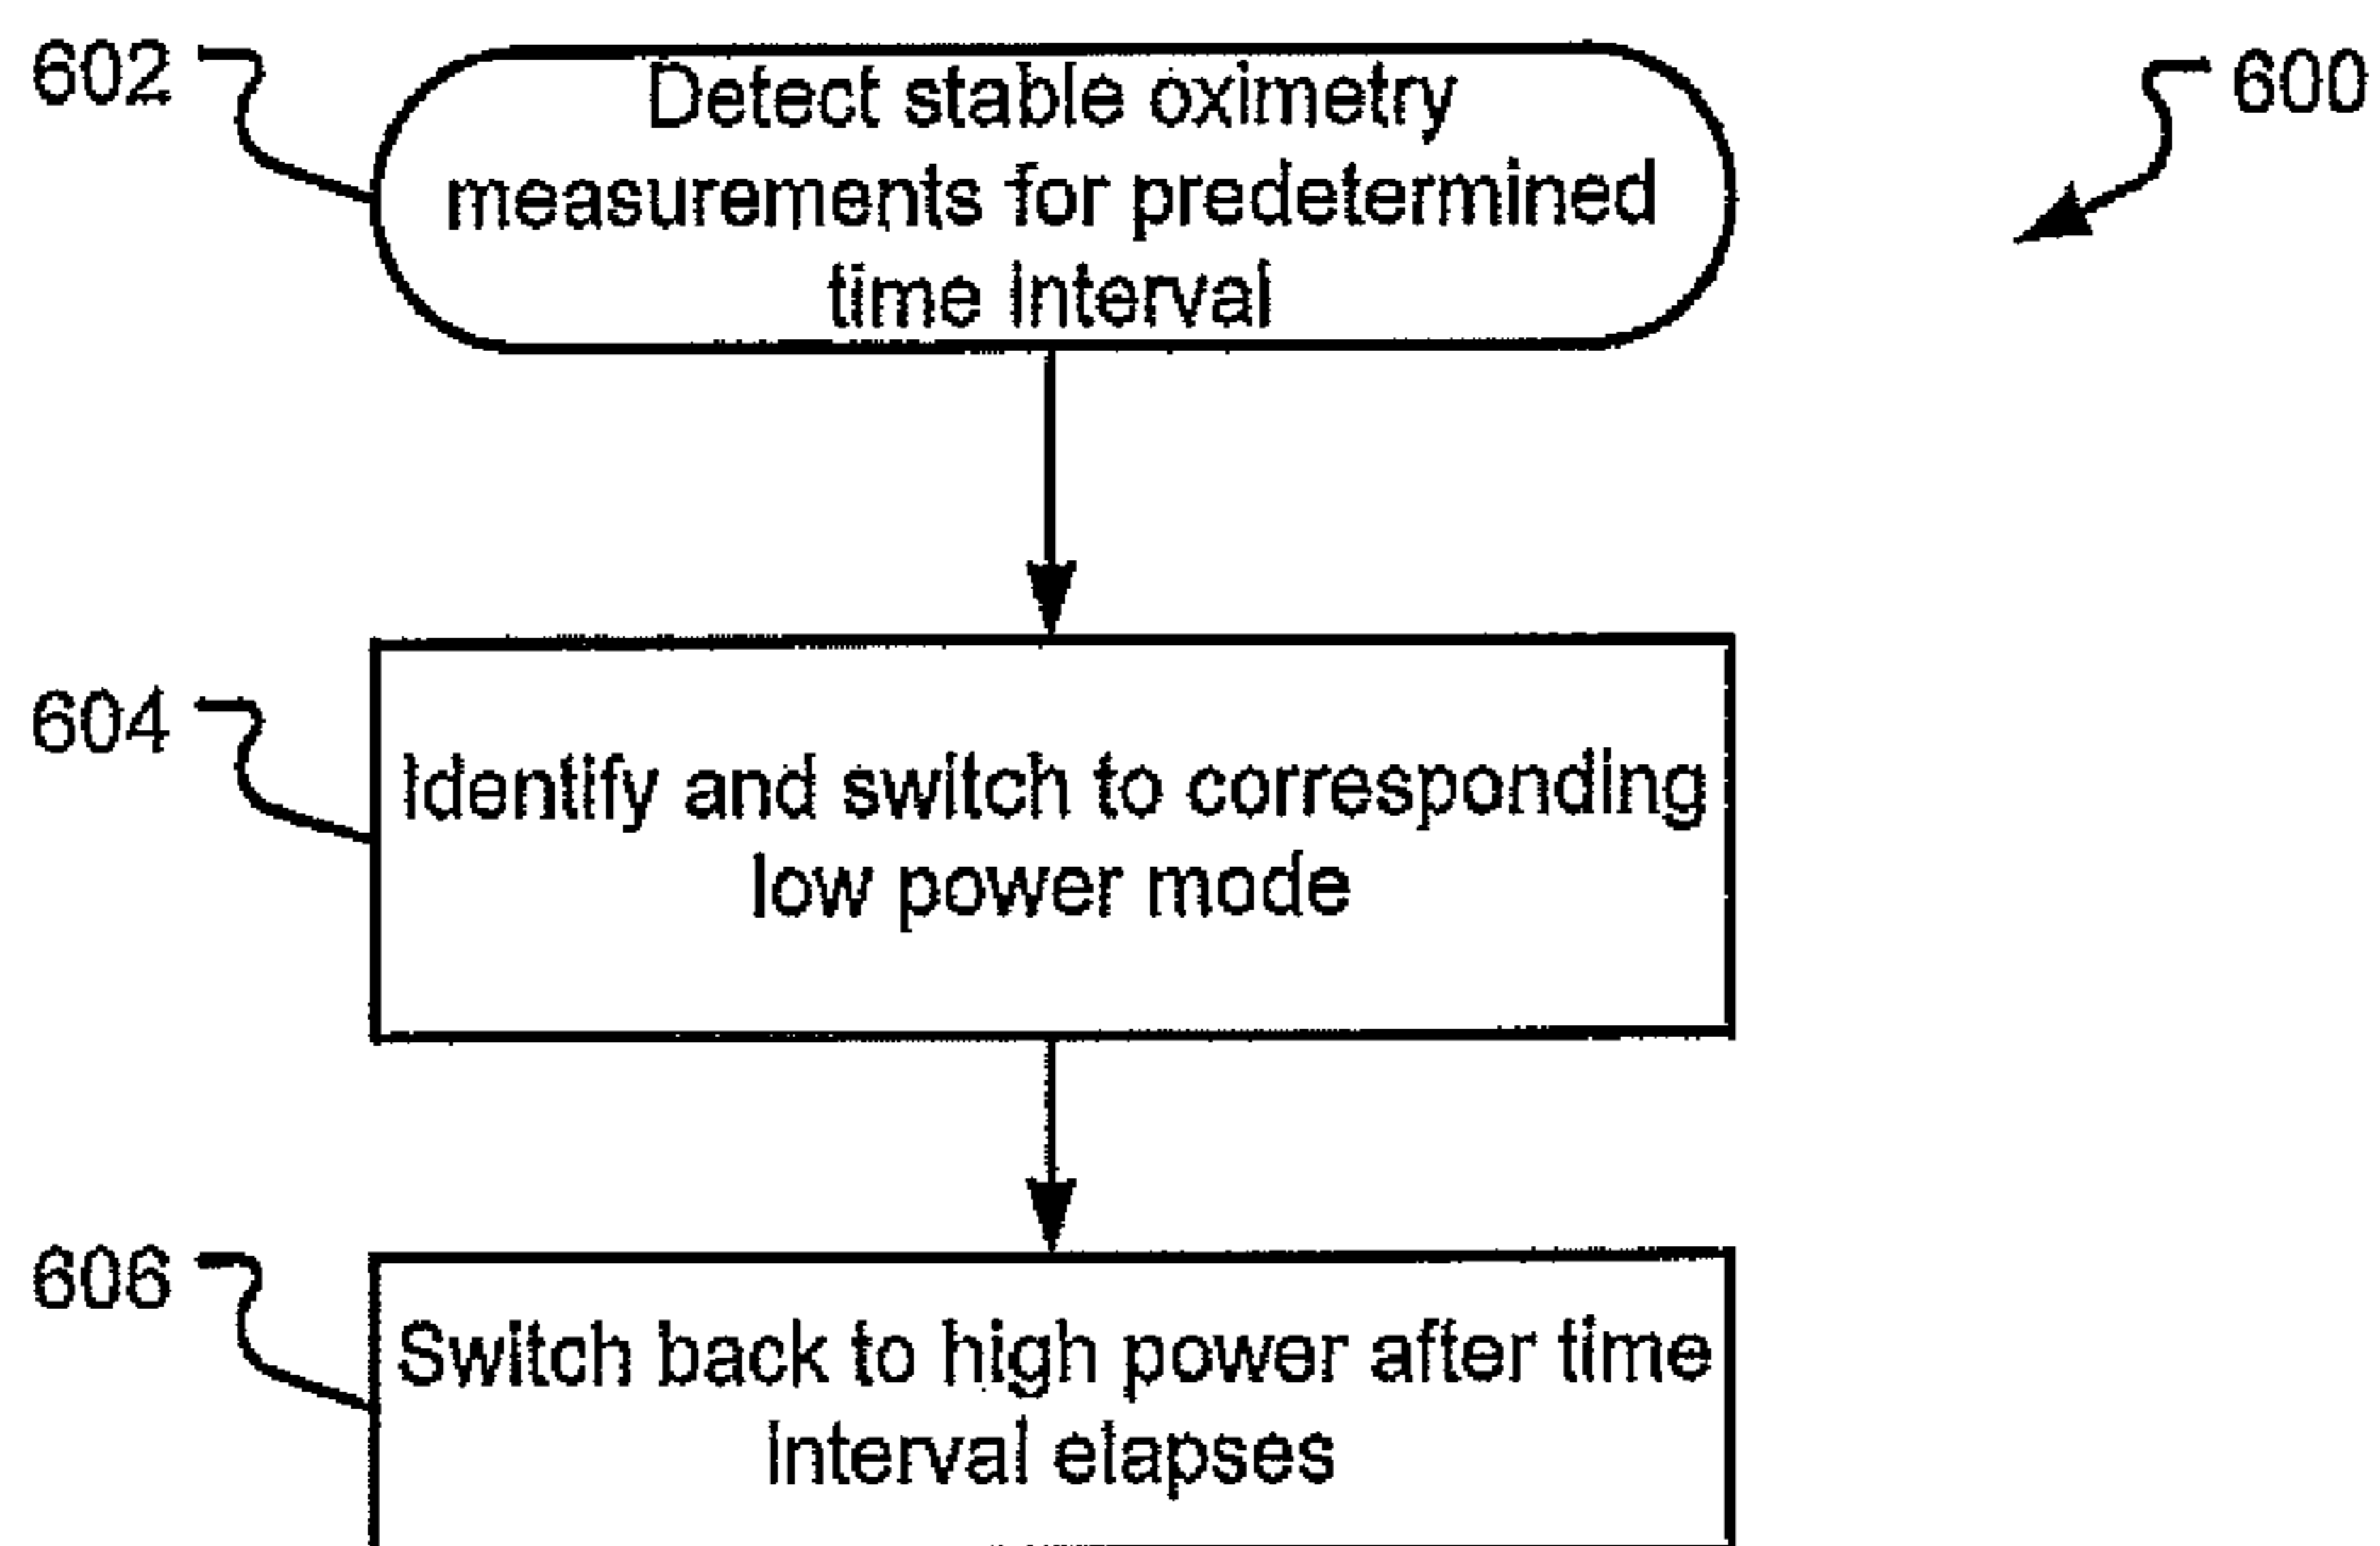 602
Detect stable oximetry
600
measurements for predetermined
time interval
604
Identify and switch to corresponding
low power mode
606
Switch back to high power after time
interval elapses